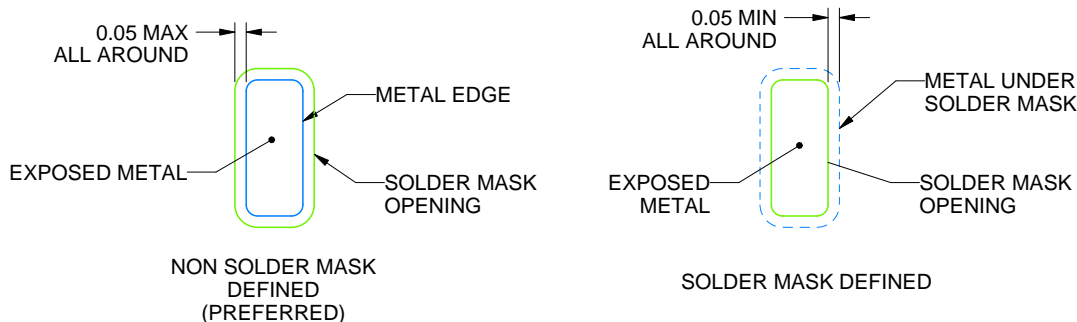 0.05 MAX
ALL AROUND
METAL EDGE
EXPOSED METAL
SOLDER MASK
OPENING
NON SOLDER MASK
DEFINED
(PREFERRED)
0.05 MIN
ALL AROUND
METAL UNDER
SOLDER MASK
EXPOSED
METAL
SOLDER MASK
OPENING
SOLDER MASK DEFINED